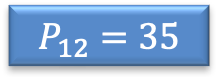 P₁₂ = 35